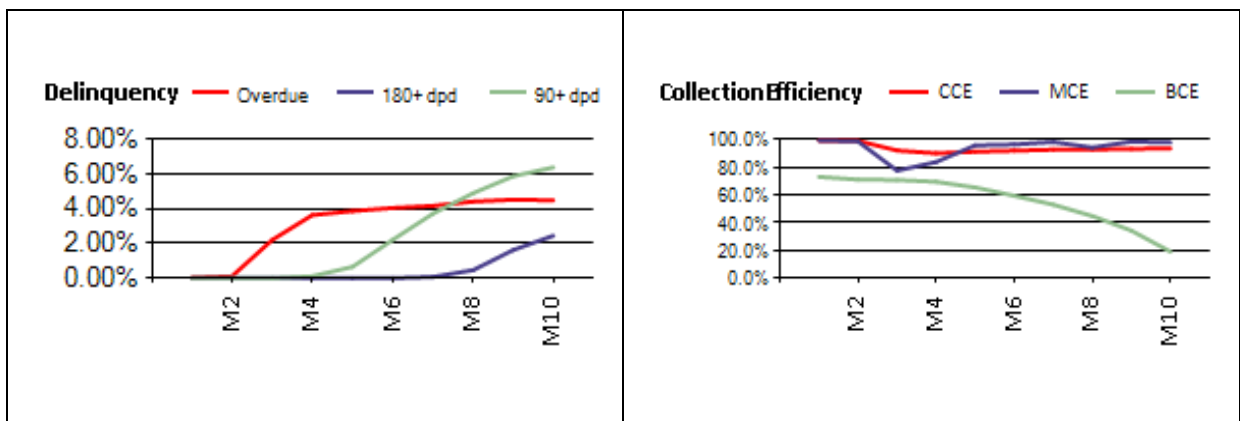 Delinquency Overdue 180+ dpd 90+ dpd
8.00%
6.00%
4.00%
2.00%
0.00%
M2 M4 M6 M8 M10
Collection Efficiency CCE MCE BCE
100.0%
80.0%
60.0%
40.0%
20.0%
0.0%
M2 M4 M6 M8 M10